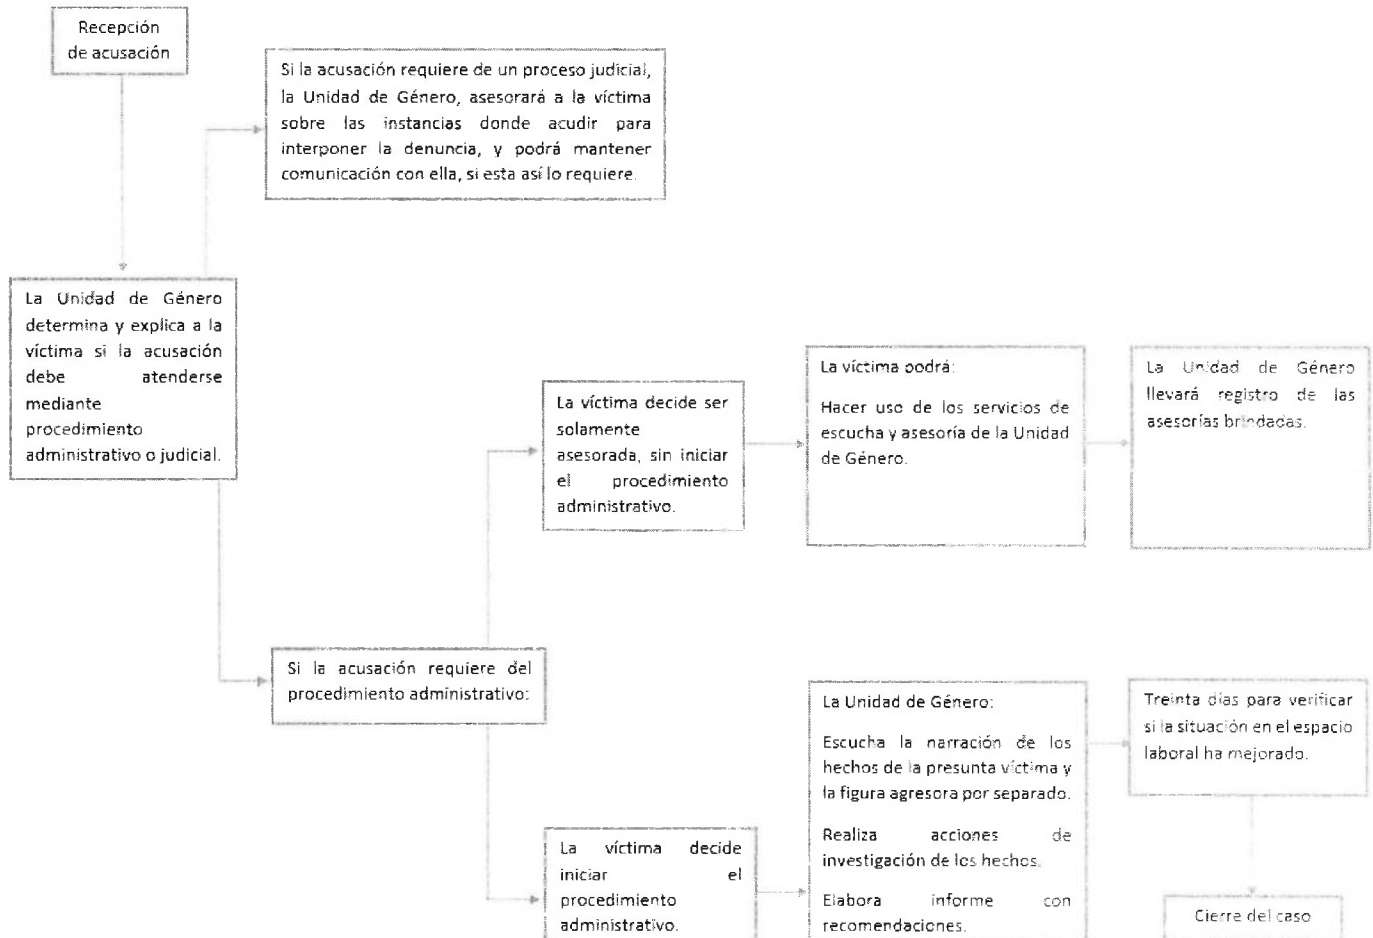 Recepción
de acusación
Si la acusación requiere de un proceso judicial,
la Unidad de Género, asesorará a la víctima
sobre las instancias donde acudir para
interponer la denuncia, y podrá mantener
comunicación con ella, si esta así lo requiere.
La Unidad de Género
determina y explica a la
víctima si la acusación
debe atenderse
mediante
procedimiento
administrativo o judicial.
La víctima decide ser
solamente
asesorada, sin iniciar
el procedimiento
administrativo.
La víctima podrá:
Hacer uso de los servicios de
escucha y asesoría de la Unidad
de Género.
La Unidad de Género
llevará registro de las
asesorías brindadas.
Si la acusación requiere del
procedimiento administrativo:
La víctima decide
iniciar el
procedimiento
administrativo.
La Unidad de Género:
Escucha la narración de los
hechos de la presunta víctima y
la figura agresora por separado.
Realiza acciones de
investigación de los hechos.
Elabora informe con
recomendaciones.
Treinta días para verificar
si la situación en el espacio
laboral ha mejorado.
Cierre del caso